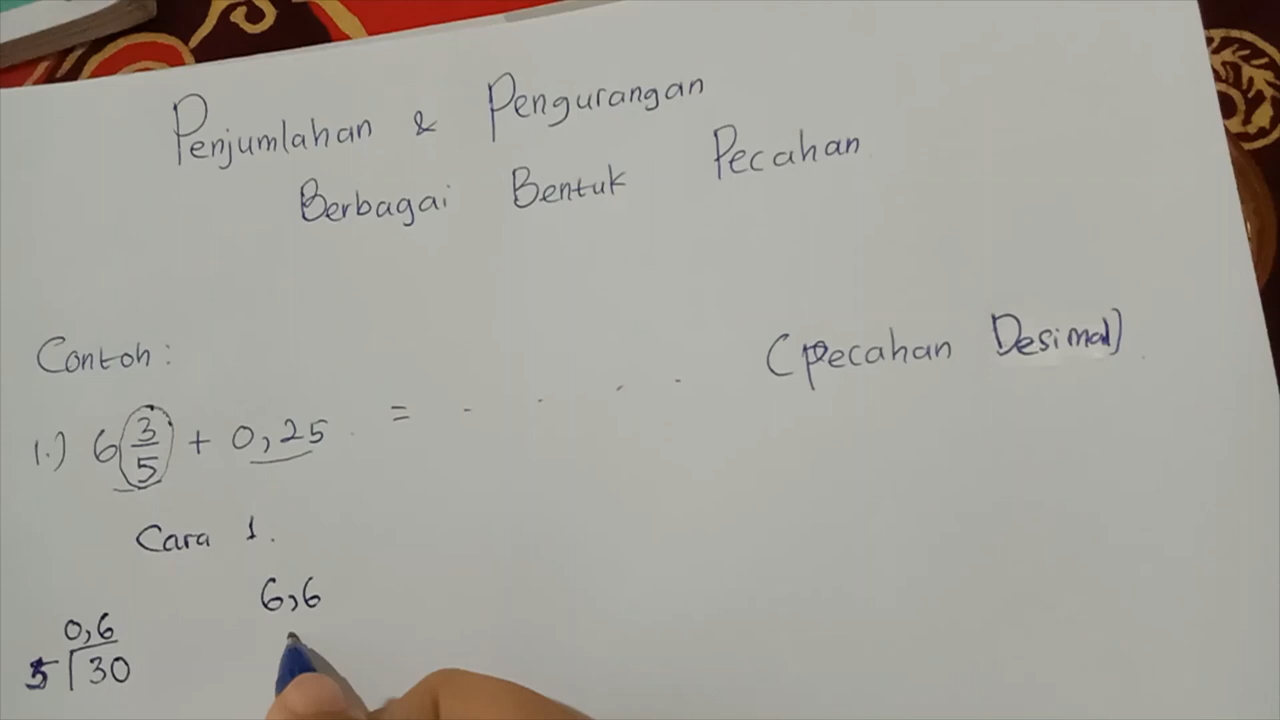 Penjumlahan & Pengurangan
Berbagai Bentuk Pecahan
Contoh:
(Pecahan Desimal)
1.) 6 3/5 + 0,25 = . . . . .
Cara 1.
6,6
0,6
5 √30